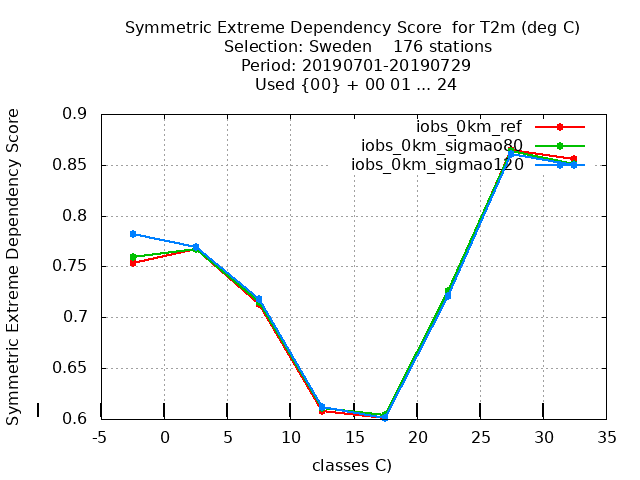 Symmetric Extreme Dependency Score for T2m (deg C)
Selection: Sweden 176 stations
Period: 20190701-20190729
Used {00} + 00 01 ... 24
Symmetric Extreme Dependency Score
0.9
0.85
0.8
0.75
0.7
0.65
0.6
iobs_0km_ref
iobs_0km_sigmao80
iobs_0km_sigmao120
-5 0 5 10 15 20 25 30 35
classes C)